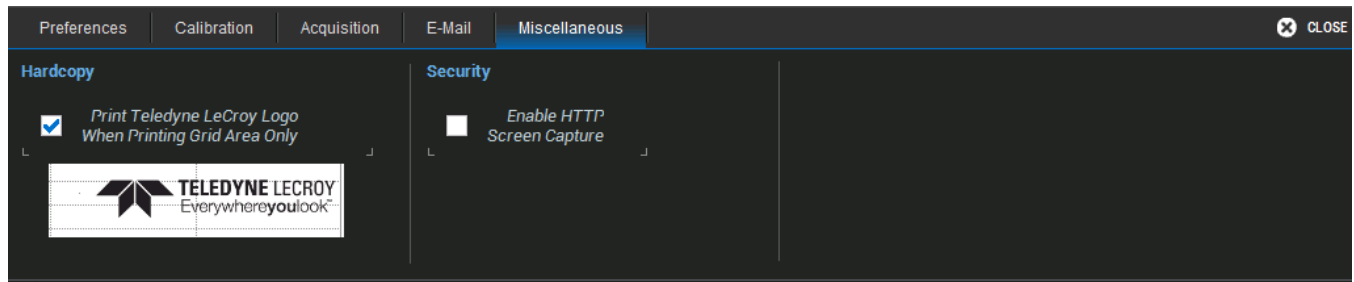 Preferences
Calibration
Acquisition
E-Mail
Miscellaneous
CLOSE
Hardcopy
Print Teledyne LeCroy Logo
When Printing Grid Area Only
TELEDYNE LECROY
Everywhereyoulook™
Security
Enable HTTP
Screen Capture